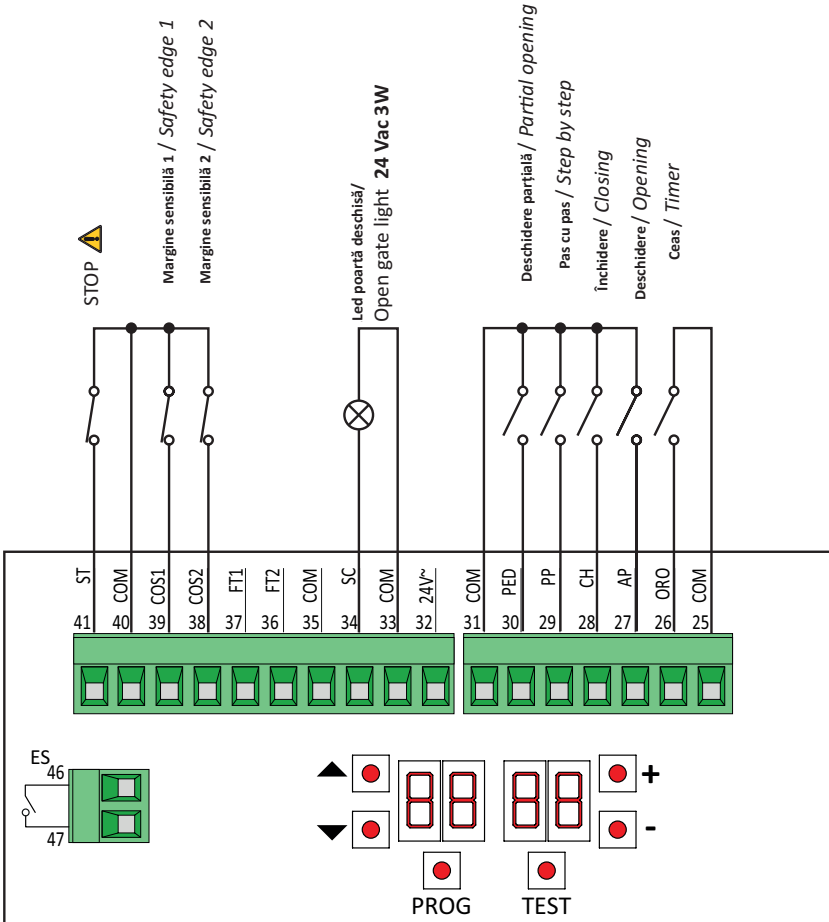 STOP
Margine sensibilă 1 / Safety edge 1
Margine sensibilă 2 / Safety edge 2
Led poartă deschisă/
Open gate light 24 Vac 3W
Deschidere parțială / Partial opening
Pas cu pas / Step by step
Închidere / Closing
Deschidere / Opening
Ceas / Timer
41 ST
40 COM
39 COS1
38 COS2
37 FT1
36 FT2
35 COM
34 SC
33 COM
32 24V~
31 COM
30 PED
29 PP
28 CH
27 AP
26 ORO
25 COM
ES
46
47
88 88
+
-
PROG
TEST